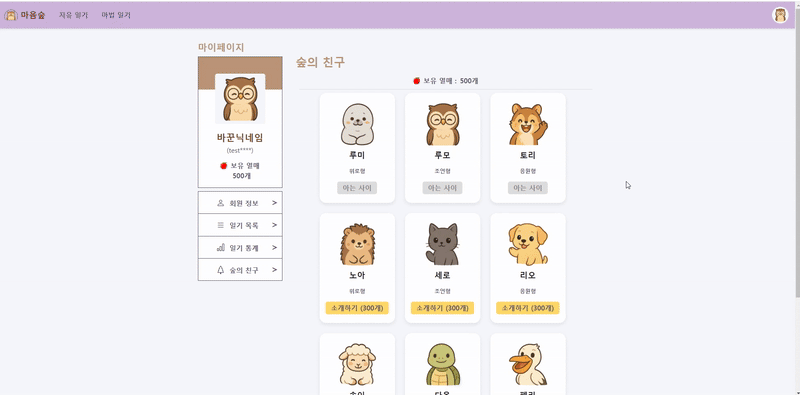 마음숲
자유 일기
마법 일기
마이페이지
바꾼닉네임
(test****)
보유 열매
500개
회원 정보 >
일기 목록 >
일기 통계 >
숲의 친구 >
숲의 친구
보유 열매 : 500개
루미
위로형
아는 사이
루모
조언형
아는 사이
토리
응원형
아는 사이
노아
위로형
소개하기 (300개)
세로
조언형
소개하기 (300개)
리오
응원형
소개하기 (300개)